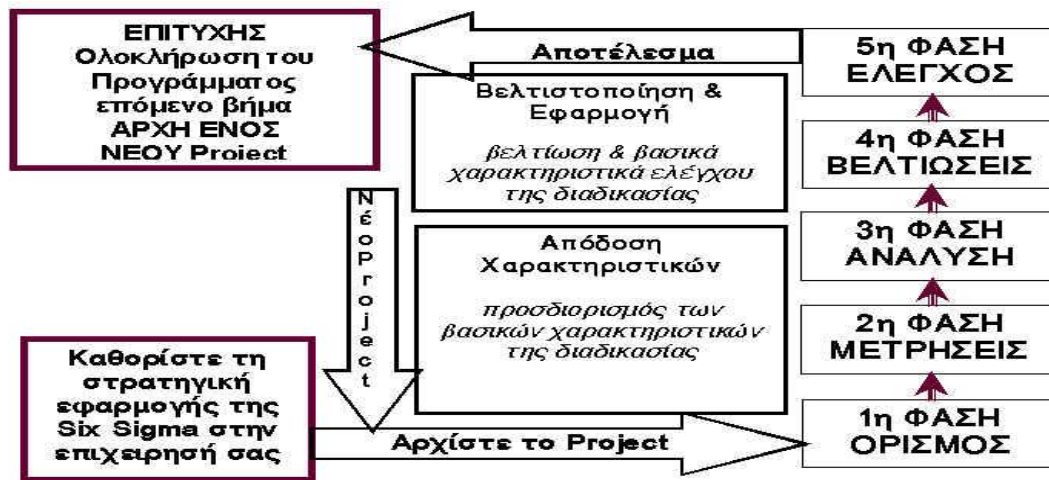 ΕΠΙΤΥΧΗΣ
Ολοκλήρωση του
Προγράμματος
επόμενο βήμα
ΑΡΧΗ ΕΝΟΣ
ΝΕΟΥ Project
Αποτέλεσμα
5η ΦΑΣΗ
ΕΛΕΓΧΟΣ
Βελτιστοποίηση &
Εφαρμογή
βελτίωση & βασικά
χαρακτηριστικά ελέγχου
της διαδικασίας
4η ΦΑΣΗ
ΒΕΛΤΙΩΣΕΙΣ
ΝέοProject
Απόδοση
Χαρακτηριστικών
προσδιορισμός των
βασικών χαρακτηριστικών
της διαδικασίας
3η ΦΑΣΗ
ΑΝΑΛΥΣΗ
2η ΦΑΣΗ
ΜΕΤΡΗΣΕΙΣ
Καθορίστε τη
στρατηγική
εφαρμογής της
Six Sigma στην
επιχειρησή σας
Αρχίστε το Project
1η ΦΑΣΗ
ΟΡΙΣΜΟΣ